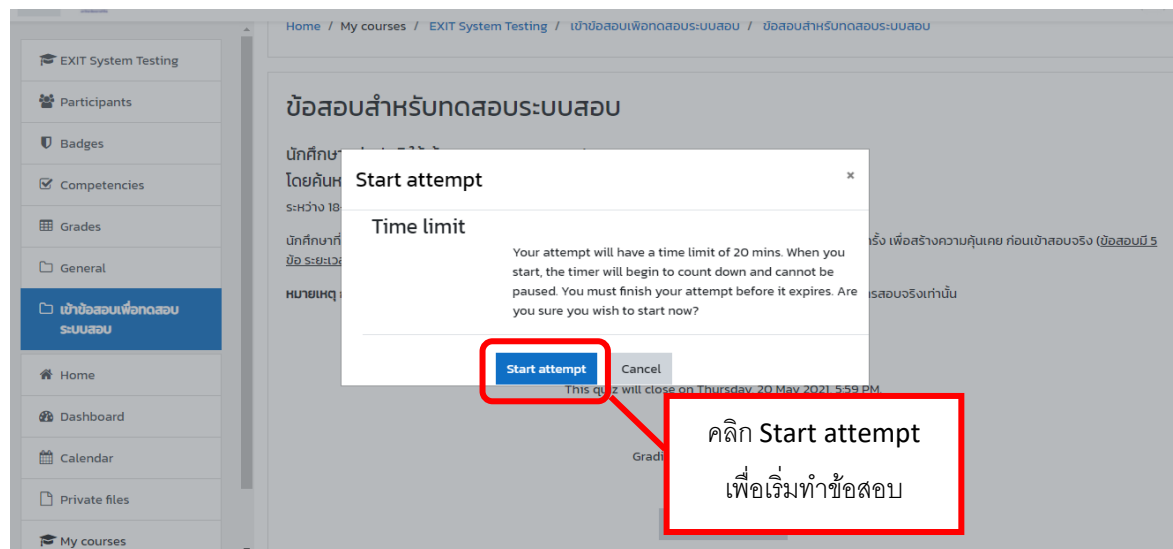 Home / My courses / EXIT System Testing / เข้าข้อสอบเพื่อทดสอบระบบสอบ / ข้อสอบสำหรับทดสอบระบบสอบ
EXIT System Testing
Participants
Badges
Competencies
Grades
General
เข้าข้อสอบเพื่อทดสอบ
ระบบสอบ
Home
Dashboard
Calendar
Private files
My courses
ข้อสอบสำหรับทดสอบระบบสอบ
นักศึกษา
โดยค้นห
ระหว่าง 18
นักศึกษาที่
ครั้ง เพื่อสร้างความคุ้นเคย ก่อนเข้าสอบจริง (ข้อสอบมี 5
ข้อ ระยะเวล
หมายเหตุ
ารสอบจริงเท่านั้น
Start attempt
×
Time limit
Your attempt will have a time limit of 20 mins. When you
start, the timer will begin to count down and cannot be
paused. You must finish your attempt before it expires. Are
you sure you wish to start now?
Start attempt
Cancel
This quiz will close on Thursday, 20 May 2021, 5:59 PM.
Gradi
คลิก Start attempt
เพื่อเริ่มทำข้อสอบ